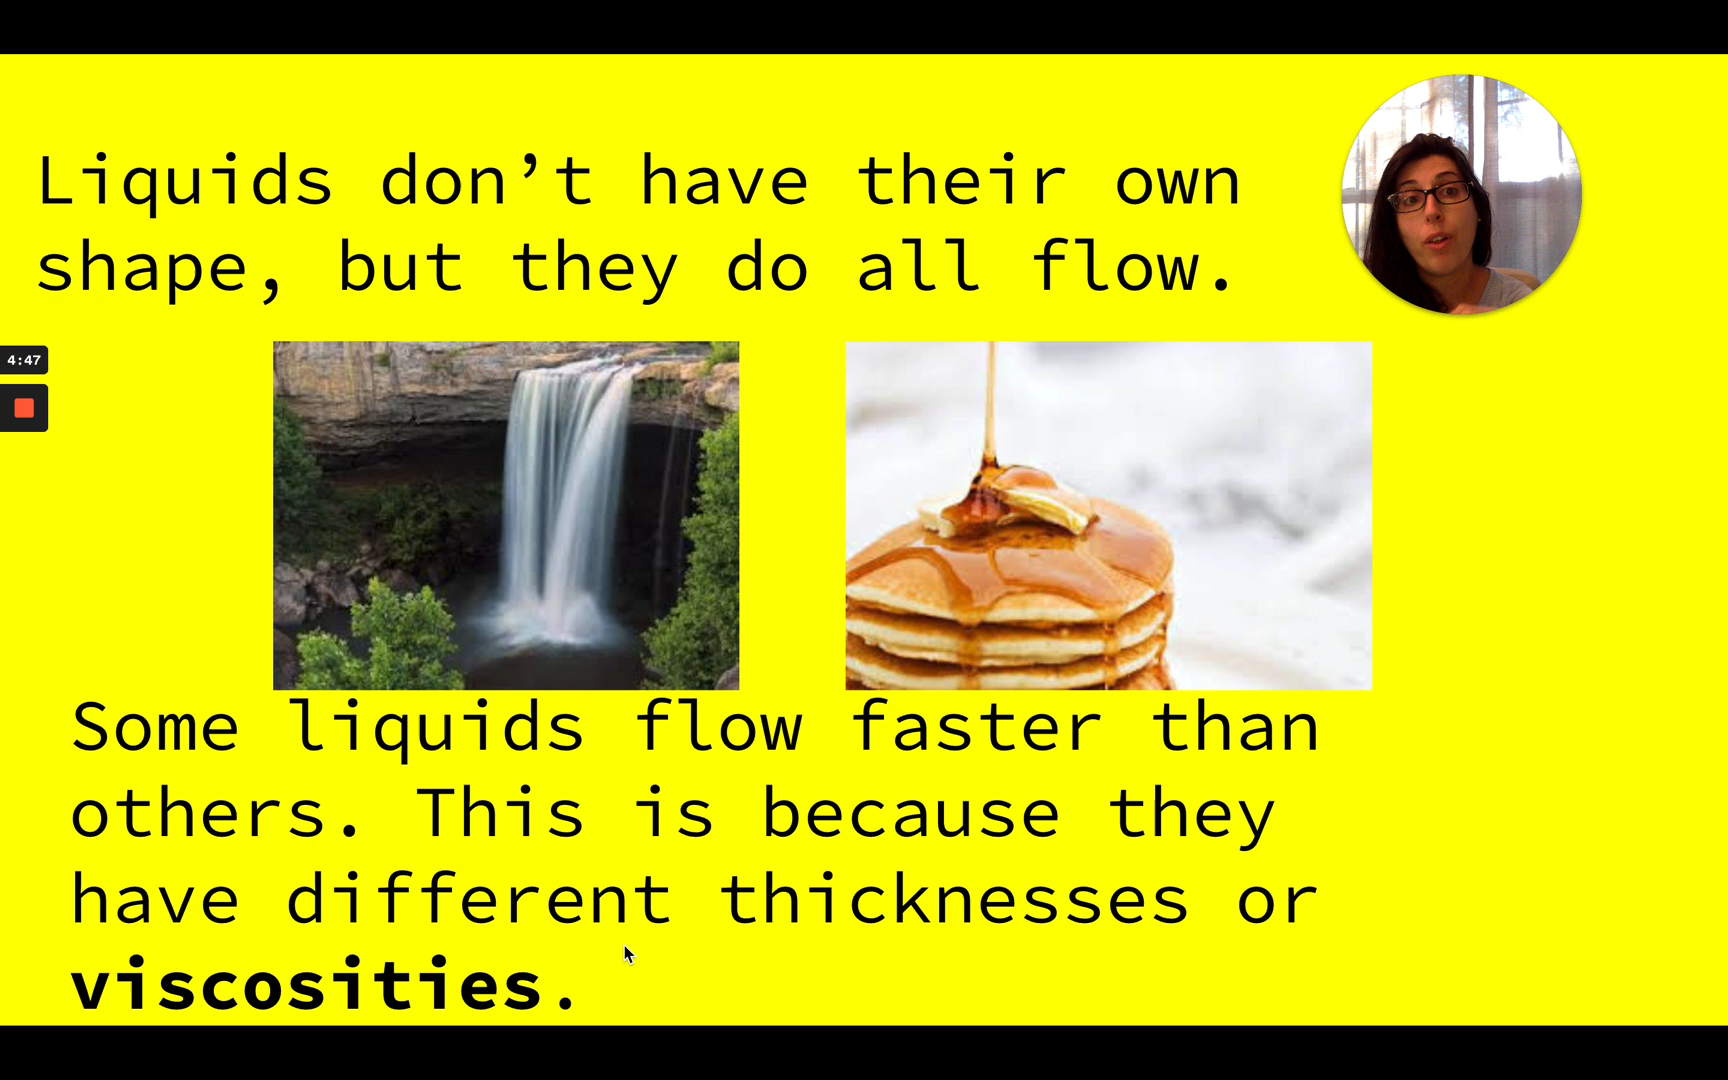 Liquids don’t have their own
shape, but they do all flow.
4:47
Some liquids flow faster than
others. This is because they
have different thicknesses or
viscosities.